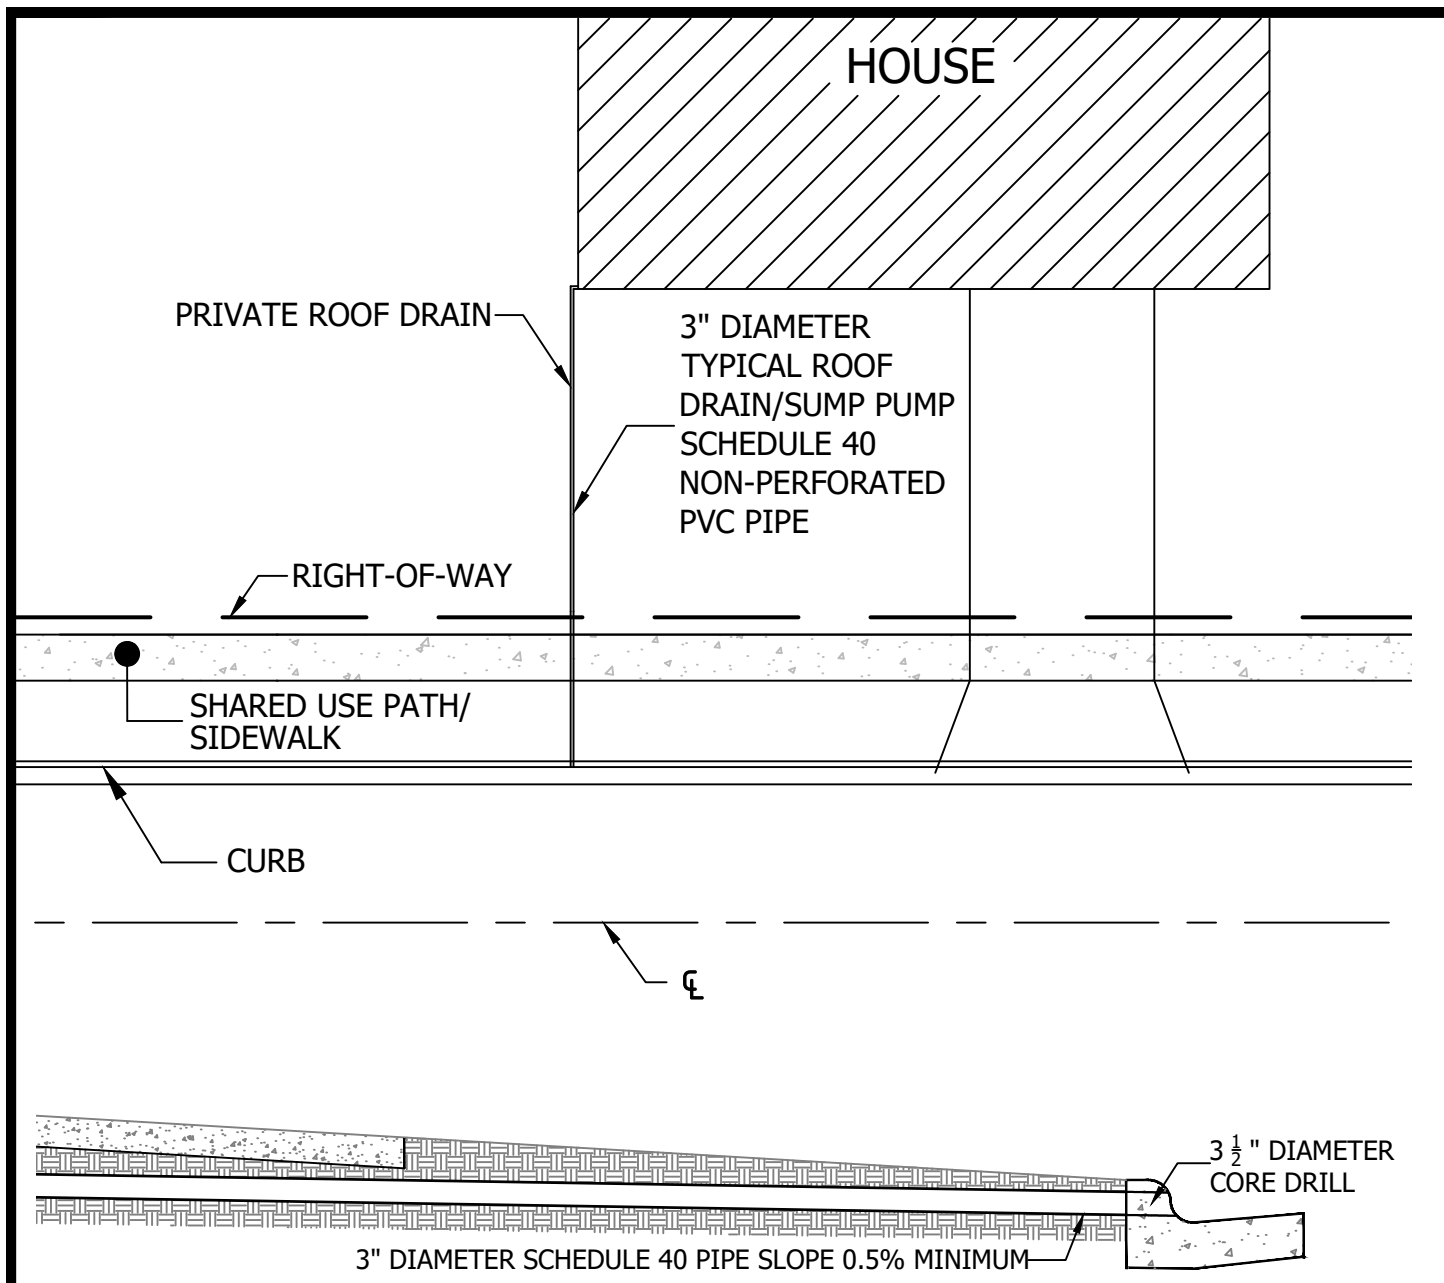 HOUSE
PRIVATE ROOF DRAIN
3" DIAMETER
TYPICAL ROOF
DRAIN/SUMP PUMP
SCHEDULE 40
NON-PERFORATED
PVC PIPE
RIGHT-OF-WAY
SHARED USE PATH/
SIDEWALK
CURB
℄
3 ½" DIAMETER
CORE DRILL
3" DIAMETER SCHEDULE 40 PIPE SLOPE 0.5% MINIMUM